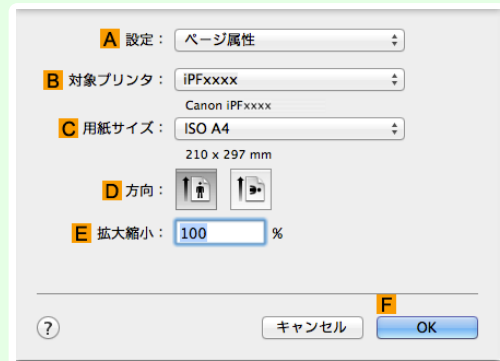 A 設定： ページ属性
B 対象プリンタ： iPFxxxx
Canon iPFxxxx
C 用紙サイズ： ISO A4
210 x 297 mm
D 方向：
E 拡大縮小： 100 %
F
? キャンセル OK